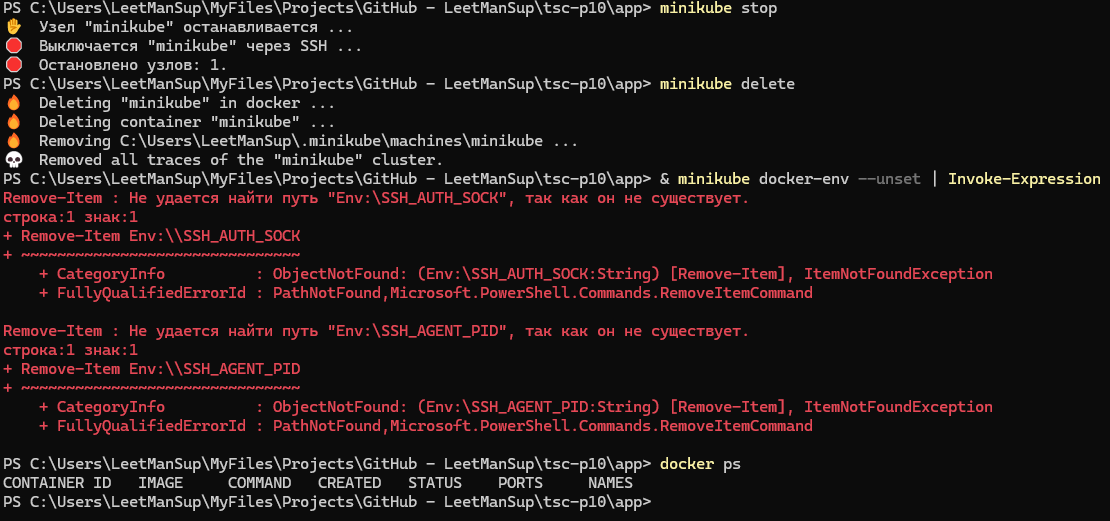 PS C:\Users\LeetManSup\MyFiles\Projects\GitHub - LeetManSup\tsc-p10\app> minikube stop
Узел "minikube" останавливается ...
Выключается "minikube" через SSH ...
Остановлено узлов: 1.
PS C:\Users\LeetManSup\MyFiles\Projects\GitHub - LeetManSup\tsc-p10\app> minikube delete
Deleting "minikube" in docker ...
Deleting container "minikube" ...
Removing C:\Users\LeetManSup\.minikube\machines\minikube ...
Removed all traces of the "minikube" cluster.
PS C:\Users\LeetManSup\MyFiles\Projects\GitHub - LeetManSup\tsc-p10\app> & minikube docker-env --unset | Invoke-Expression
Remove-Item : Не удается найти путь "Env:\SSH_AUTH_SOCK", так как он не существует.
строка:1 знак:1
+ Remove-Item Env:\\SSH_AUTH_SOCK
+ ~~~~~~~~~~~~~~~~~~~~~~~~~~~~~~~
    + CategoryInfo          : ObjectNotFound: (Env:\SSH_AUTH_SOCK:String) [Remove-Item], ItemNotFoundException
    + FullyQualifiedErrorId : PathNotFound,Microsoft.PowerShell.Commands.RemoveItemCommand
Remove-Item : Не удается найти путь "Env:\SSH_AGENT_PID", так как он не существует.
строка:1 знак:1
+ Remove-Item Env:\\SSH_AGENT_PID
+ ~~~~~~~~~~~~~~~~~~~~~~~~~~~~~~~
    + CategoryInfo          : ObjectNotFound: (Env:\SSH_AGENT_PID:String) [Remove-Item], ItemNotFoundException
    + FullyQualifiedErrorId : PathNotFound,Microsoft.PowerShell.Commands.RemoveItemCommand
PS C:\Users\LeetManSup\MyFiles\Projects\GitHub - LeetManSup\tsc-p10\app> docker ps
CONTAINER ID   IMAGE     COMMAND   CREATED   STATUS    PORTS     NAMES
PS C:\Users\LeetManSup\MyFiles\Projects\GitHub - LeetManSup\tsc-p10\app>